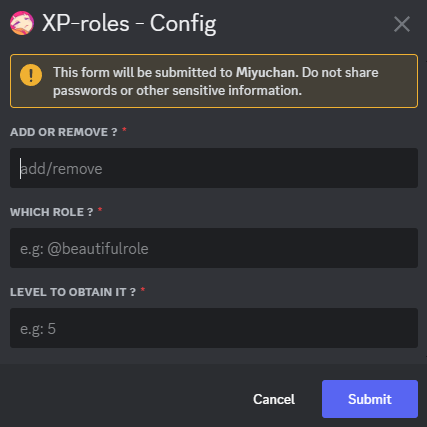 XP-roles - Config
This form will be submitted to Miyuchan. Do not share
passwords or other sensitive information.
ADD OR REMOVE ? *
add/remove
WHICH ROLE ? *
e.g: @beautifulrole
LEVEL TO OBTAIN IT ? *
e.g: 5
Cancel Submit